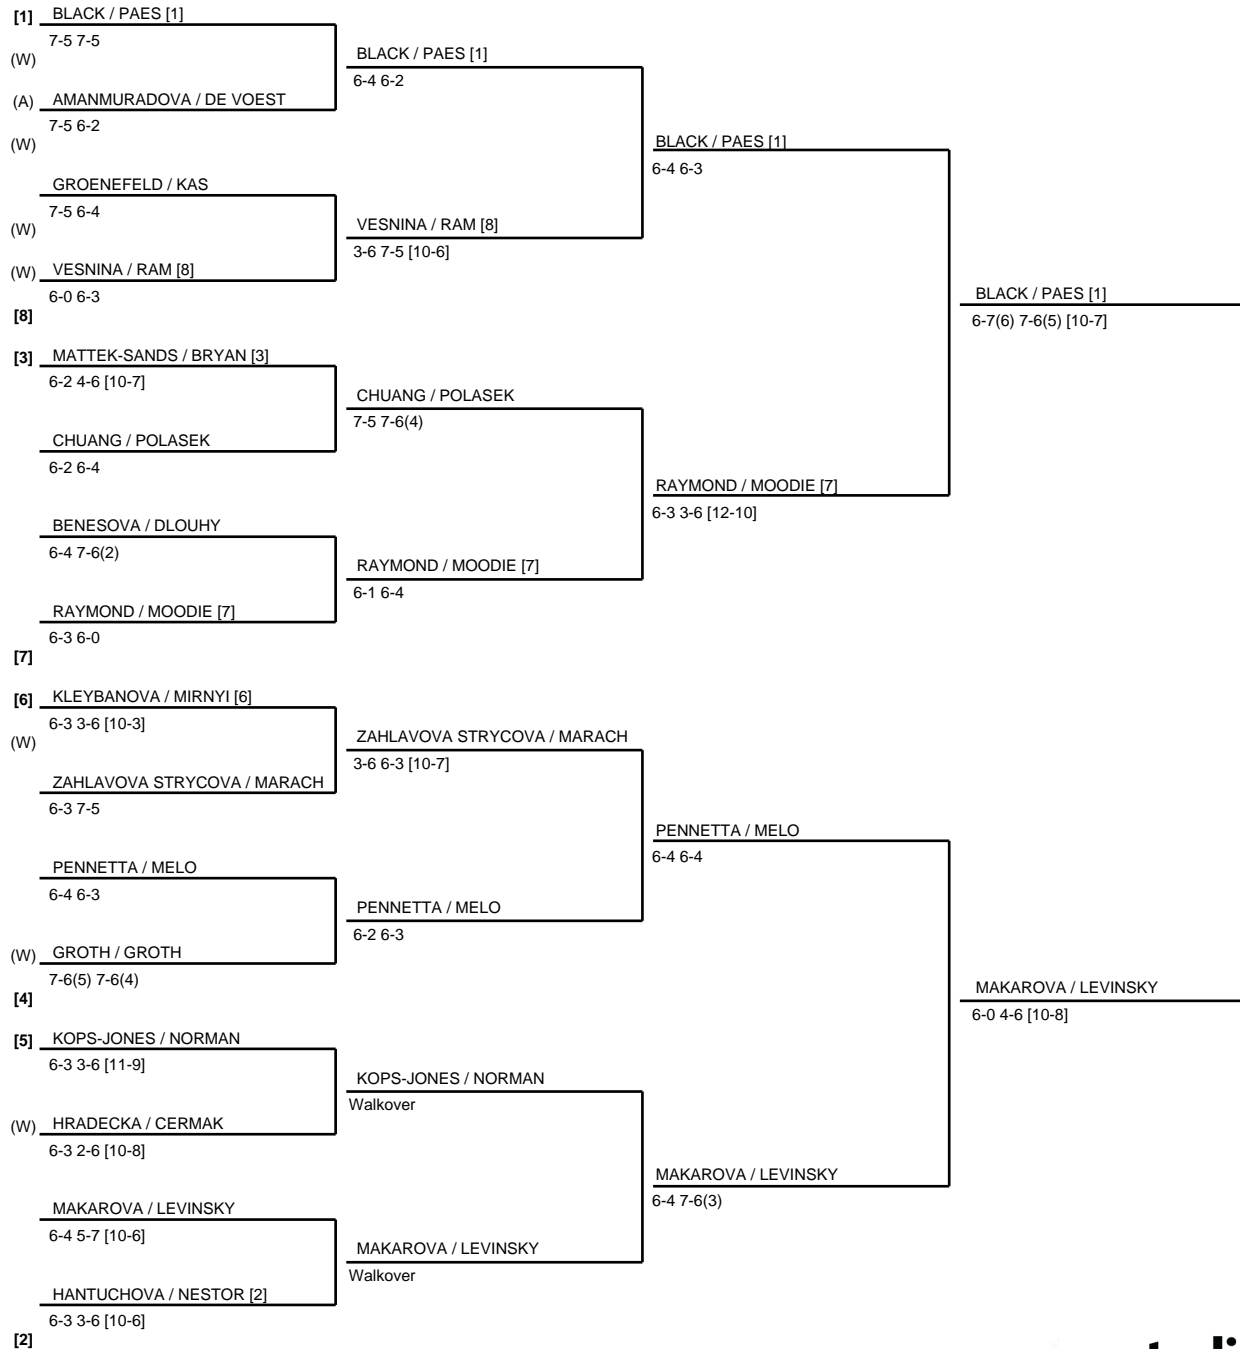 [1] BLACK / PAES [1]
7-5 7-5
(W)
(A) AMANMURADOVA / DE VOEST
7-5 6-2
(W)
GROENEFELD / KAS
7-5 6-4
(W)
(W) VESNINA / RAM [8]
6-0 6-3
[8]
[3] MATTEK-SANDS / BRYAN [3]
6-2 4-6 [10-7]
CHUANG / POLASEK
6-2 6-4
BENESOVA / DLOUHY
6-4 7-6(2)
RAYMOND / MOODIE [7]
6-3 6-0
[7]
[6] KLEYBANOVA / MIRNYI [6]
6-3 3-6 [10-3]
(W)
ZAHLAVOVA STRYCOVA / MARACH
6-3 7-5
PENNETTA / MELO
6-4 6-3
(W) GROTH / GROTH
7-6(5) 7-6(4)
[4]
[5] KOPS-JONES / NORMAN
6-3 3-6 [11-9]
(W) HRADECKA / CERMAK
6-3 2-6 [10-8]
MAKAROVA / LEVINSKY
6-4 5-7 [10-6]
HANTUCHOVA / NESTOR [2]
6-3 3-6 [10-6]
[2]
BLACK / PAES [1]
6-4 6-2
VESNINA / RAM [8]
3-6 7-5 [10-6]
CHUANG / POLASEK
7-5 7-6(4)
RAYMOND / MOODIE [7]
6-1 6-4
ZAHLAVOVA STRYCOVA / MARACH
3-6 6-3 [10-7]
PENNETTA / MELO
6-2 6-3
KOPS-JONES / NORMAN
Walkover
MAKAROVA / LEVINSKY
Walkover
BLACK / PAES [1]
6-4 6-3
RAYMOND / MOODIE [7]
6-3 3-6 [12-10]
PENNETTA / MELO
6-4 6-4
MAKAROVA / LEVINSKY
6-4 7-6(3)
BLACK / PAES [1]
6-7(6) 7-6(5) [10-7]
MAKAROVA / LEVINSKY
6-0 4-6 [10-8]